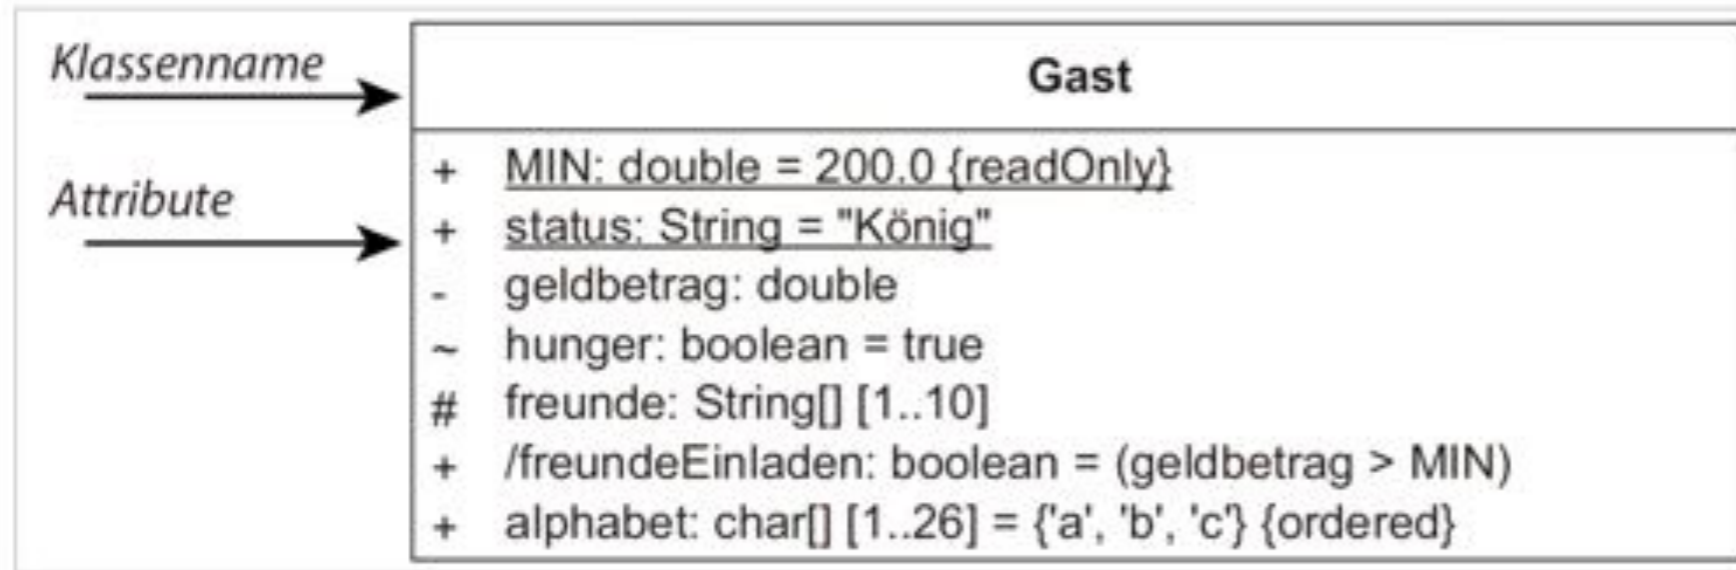 Klassenname
Gast
Attribute
+ MIN: double = 200.0 {readOnly}
+ status: String = "König"
- geldbetrag: double
~ hunger: boolean = true
# freunde: String[] [1..10]
+ /freundeEinladen: boolean = (geldbetrag > MIN)
+ alphabet: char[] [1..26] = {'a', 'b', 'c'} {ordered}